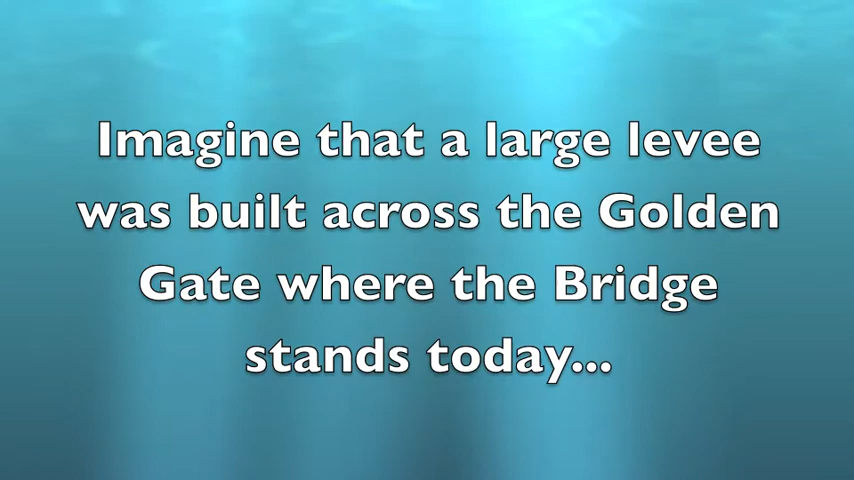 Imagine that a large levee
was built across the Golden
Gate where the Bridge
stands today...